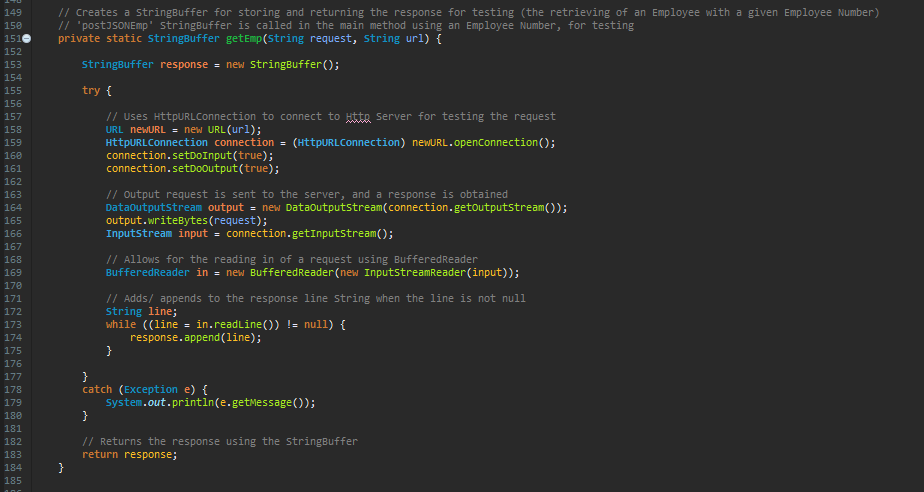 149 // Creates a StringBuffer for storing and returning the response for testing (the retrieving of an Employee with a given Employee Number)
150 // 'postJSONEmp' StringBuffer is called in the main method using an Employee Number, for testing
151 private static StringBuffer getEmp(String request, String url) {
152
153 StringBuffer response = new StringBuffer();
154
155 try {
156
157 // Uses HttpURLConnection to connect to Http Server for testing the request
158 URL newURL = new URL(url);
159 HttpURLConnection connection = (HttpURLConnection) newURL.openConnection();
160 connection.setDoInput(true);
161 connection.setDoOutput(true);
162
163 // Output request is sent to the server, and a response is obtained
164 DataOutputStream output = new DataOutputStream(connection.getOutputStream());
165 output.writeBytes(request);
166 InputStream input = connection.getInputStream();
167
168 // Allows for the reading in of a request using BufferedReader
169 BufferedReader in = new BufferedReader(new InputStreamReader(input));
170
171 // Adds/ appends to the response line String when the line is not null
172 String line;
173 while ((line = in.readLine()) != null) {
174 response.append(line);
175 }
176
177 }
178 catch (Exception e) {
179 System.out.println(e.getMessage());
180 }
181
182 // Returns the response using the StringBuffer
183 return response;
184 }
185